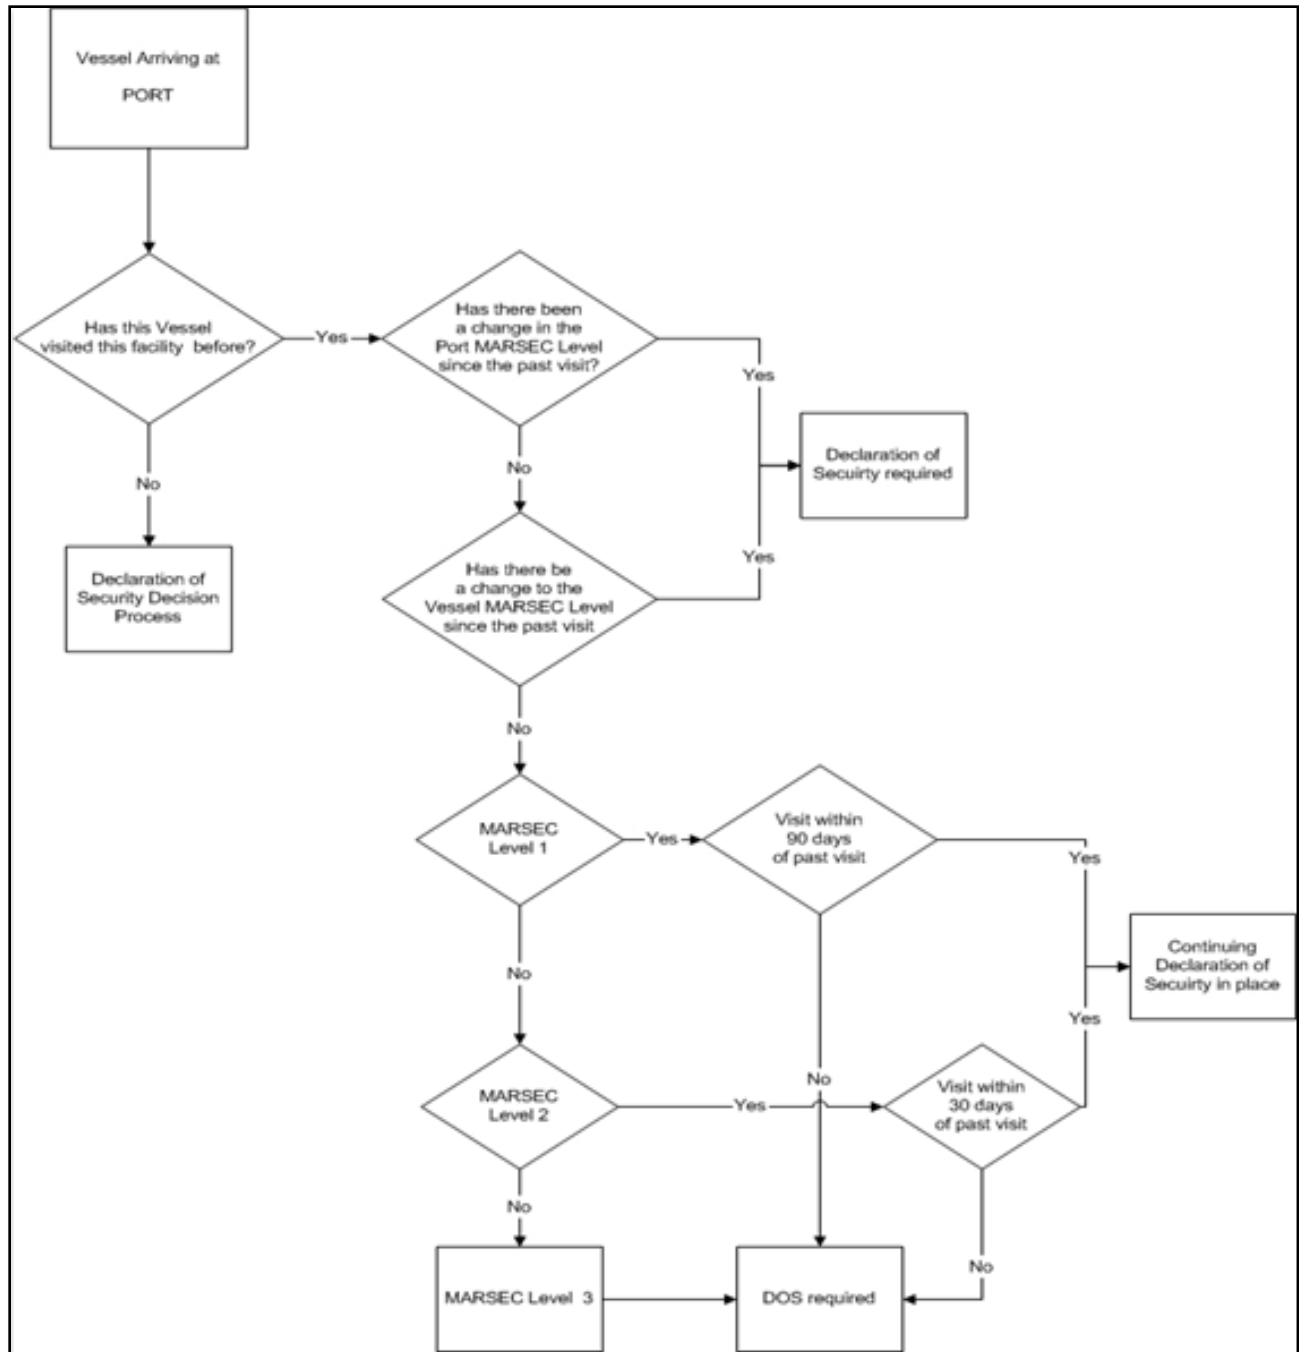 Vessel Arriving at
PORT
Has this Vessel
visited this facility before?
Yes
Has there been
a change in the
Port MARSEC Level
since the past visit?
Yes
No
No
Declaration of
Secuirty required
Declaration of
Security Decision
Process
Has there be
a change to the
Vessel MARSEC Level
since the past visit
Yes
No
MARSEC
Level 1
Yes
Visit within
90 days
of past visit
Yes
No
No
Continuing
Declaration of
Secuirty in place
Yes
MARSEC
Level 2
Yes
Visit within
30 days
of past visit
No
No
MARSEC Level 3
DOS required